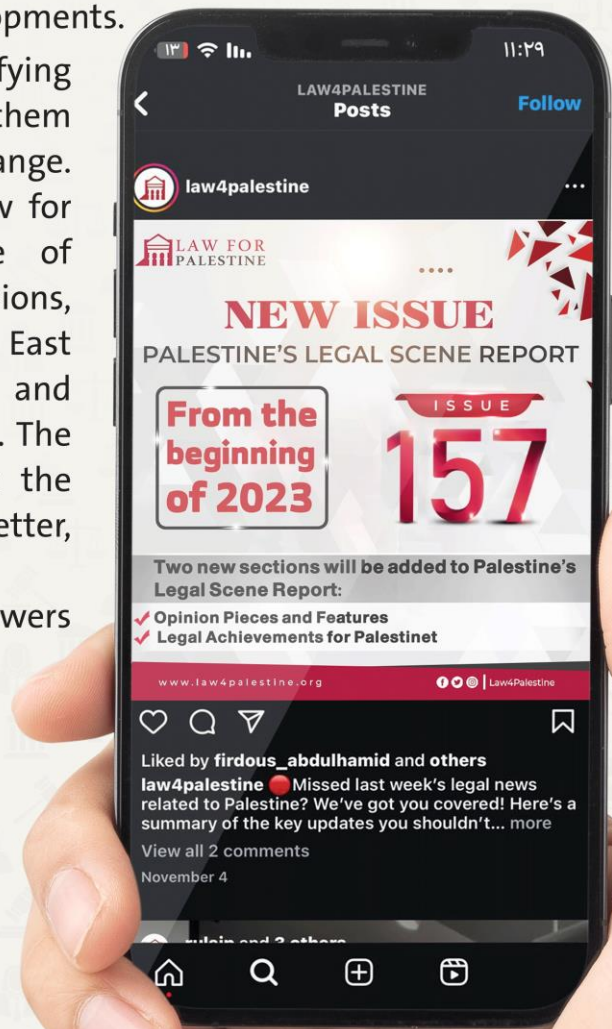 opments.
fying
them
ange.
w for
e of
sions,
East
and
. The
the
etter,
owers
١٣
١١:٢٩
LAW4PALESTINE
Posts
Follow
law4palestine
LAW FOR
PALESTINE
NEW ISSUE
PALESTINE'S LEGAL SCENE REPORT
From the
beginning
of 2023
ISSUE
157
Two new sections will be added to Palestine's
Legal Scene Report:
Opinion Pieces and Features
Legal Achievements for Palestinet
www.law4palestine.org
Law4Palestine
Liked by firdous_abdulhamid and others
law4palestine 🔴Missed last week's legal news
related to Palestine? We've got you covered! Here's a
summary of the key updates you shouldn't... more
View all 2 comments
November 4